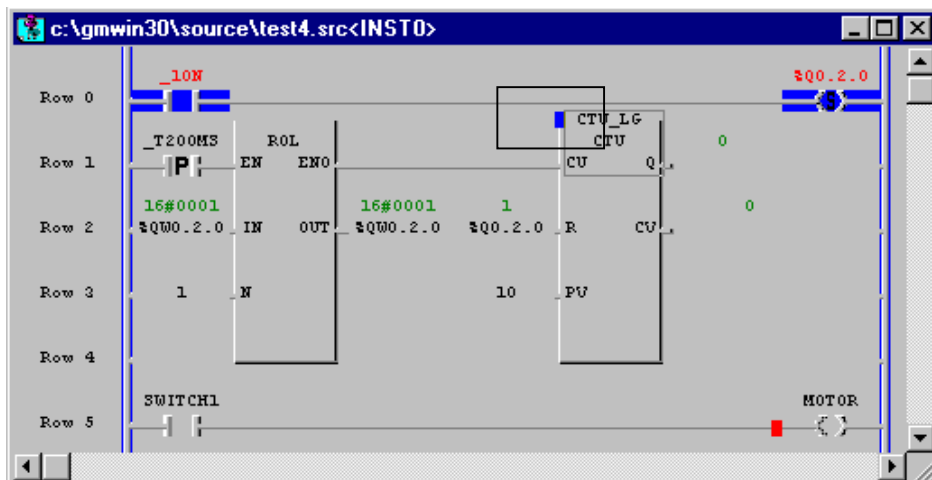 c:\gmwin30\source\test4.src<INST0>
_1ON %Q0.2.0
Row 0 S
CTU_LG
_T200MS ROL CTU 0
Row 1 P EN ENO CU Q
16#0001 16#0001 1 0
Row 2 %QW0.2.0 IN OUT %QW0.2.0 %Q0.2.0 R CV
Row 3 1 N 10 PV
Row 4
SWITCH1 MOTOR
Row 5